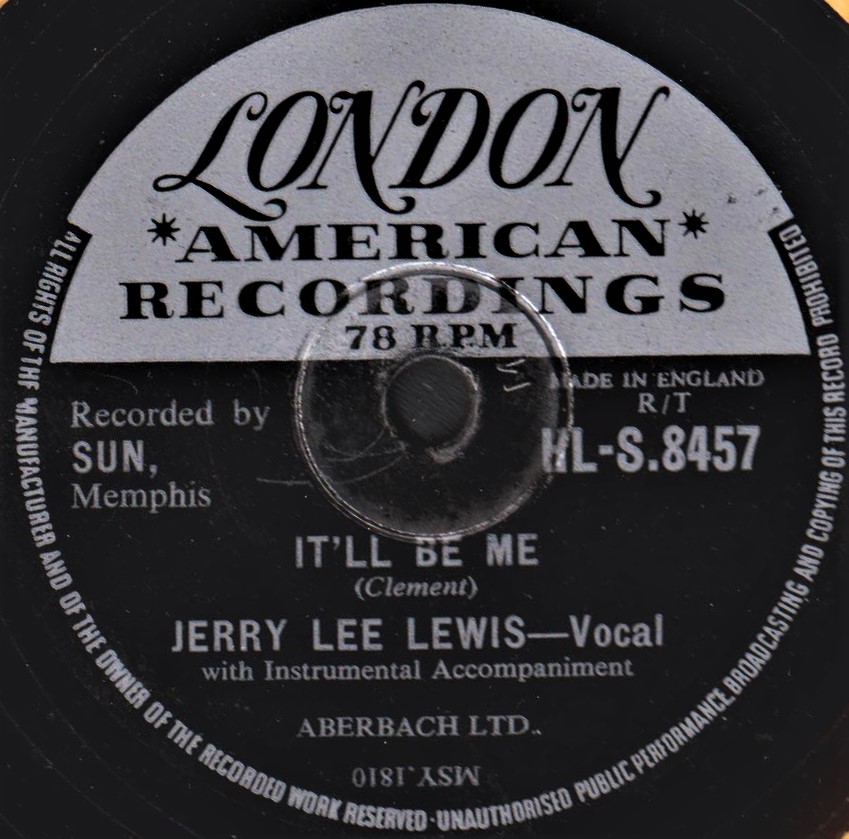 LONDON
*AMERICAN*
RECORDINGS
78 R.P.M
MADE IN ENGLAND
R/T
Recorded by
SUN,
Memphis
HL-S.8457
IT'LL BE ME
(Clement)
JERRY LEE LEWIS—Vocal
with Instrumental Accompaniment
ABERBACH LTD..
MSY.1810
ALL RIGHTS OF THE MANUFACTURER AND OF THE OWNER OF THE RECORDED WORK RESERVED·UNAUTHORISED PUBLIC PERFORMANCE, BROADCASTING AND COPYING OF THIS RECORD PROHIBITED